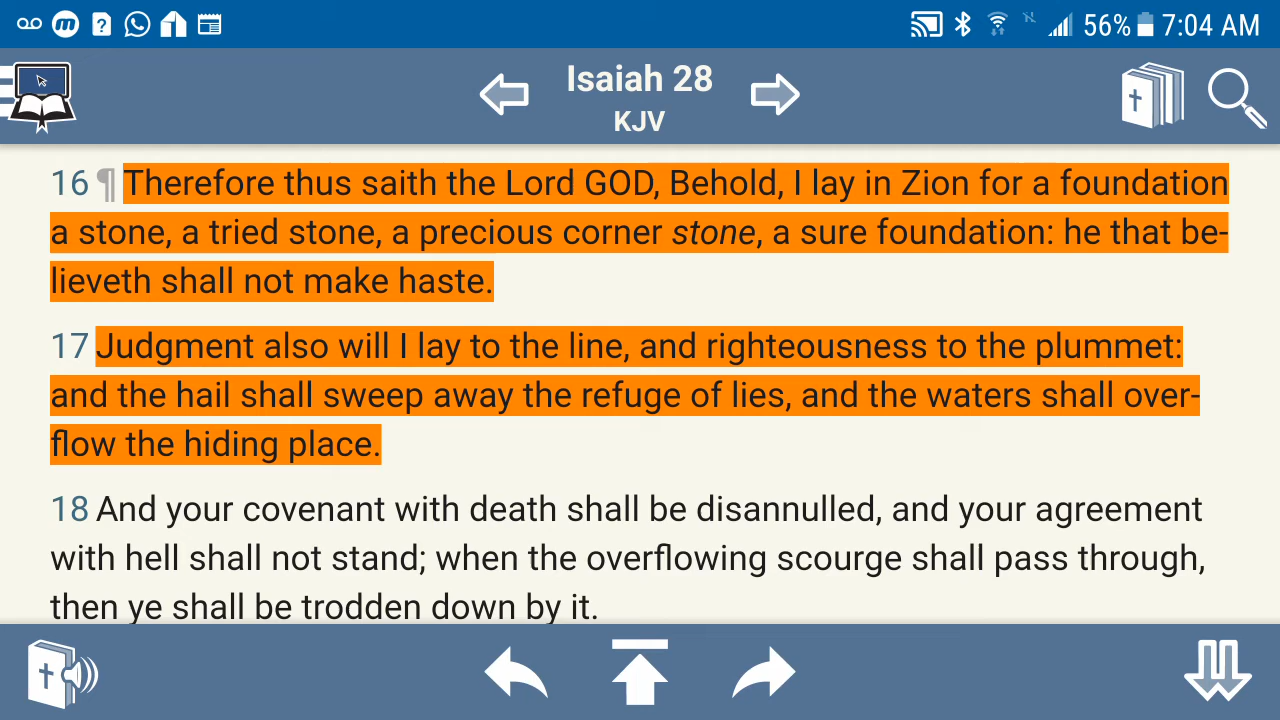 56% 7:04 AM
Isaiah 28
KJV
16 ¶ Therefore thus saith the Lord GOD, Behold, I lay in Zion for a foundation
a stone, a tried stone, a precious corner stone, a sure foundation: he that be-
lieveth shall not make haste.
17 Judgment also will I lay to the line, and righteousness to the plummet:
and the hail shall sweep away the refuge of lies, and the waters shall over-
flow the hiding place.
18 And your covenant with death shall be disannulled, and your agreement
with hell shall not stand; when the overflowing scourge shall pass through,
then ye shall be trodden down by it.